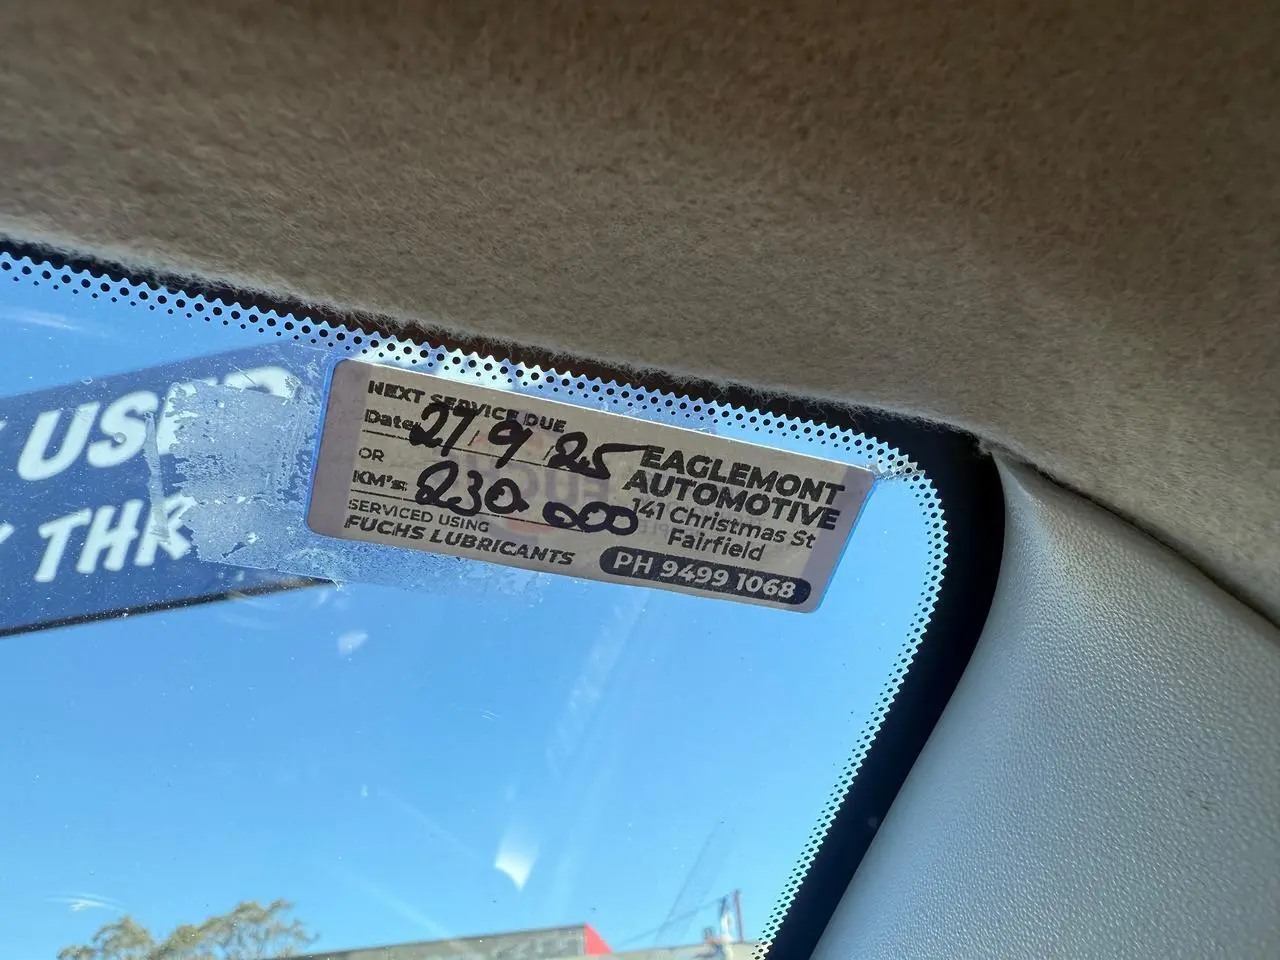 USED
THR
NEXT SERVICE DUE
Date: 27/9/25
OR
KM's: 230 000
SERVICED USING
FUCHS LUBRICANTS
EAGLEMONT
AUTOMOTIVE
141 Christmas St
Fairfield
PH 9499 1068